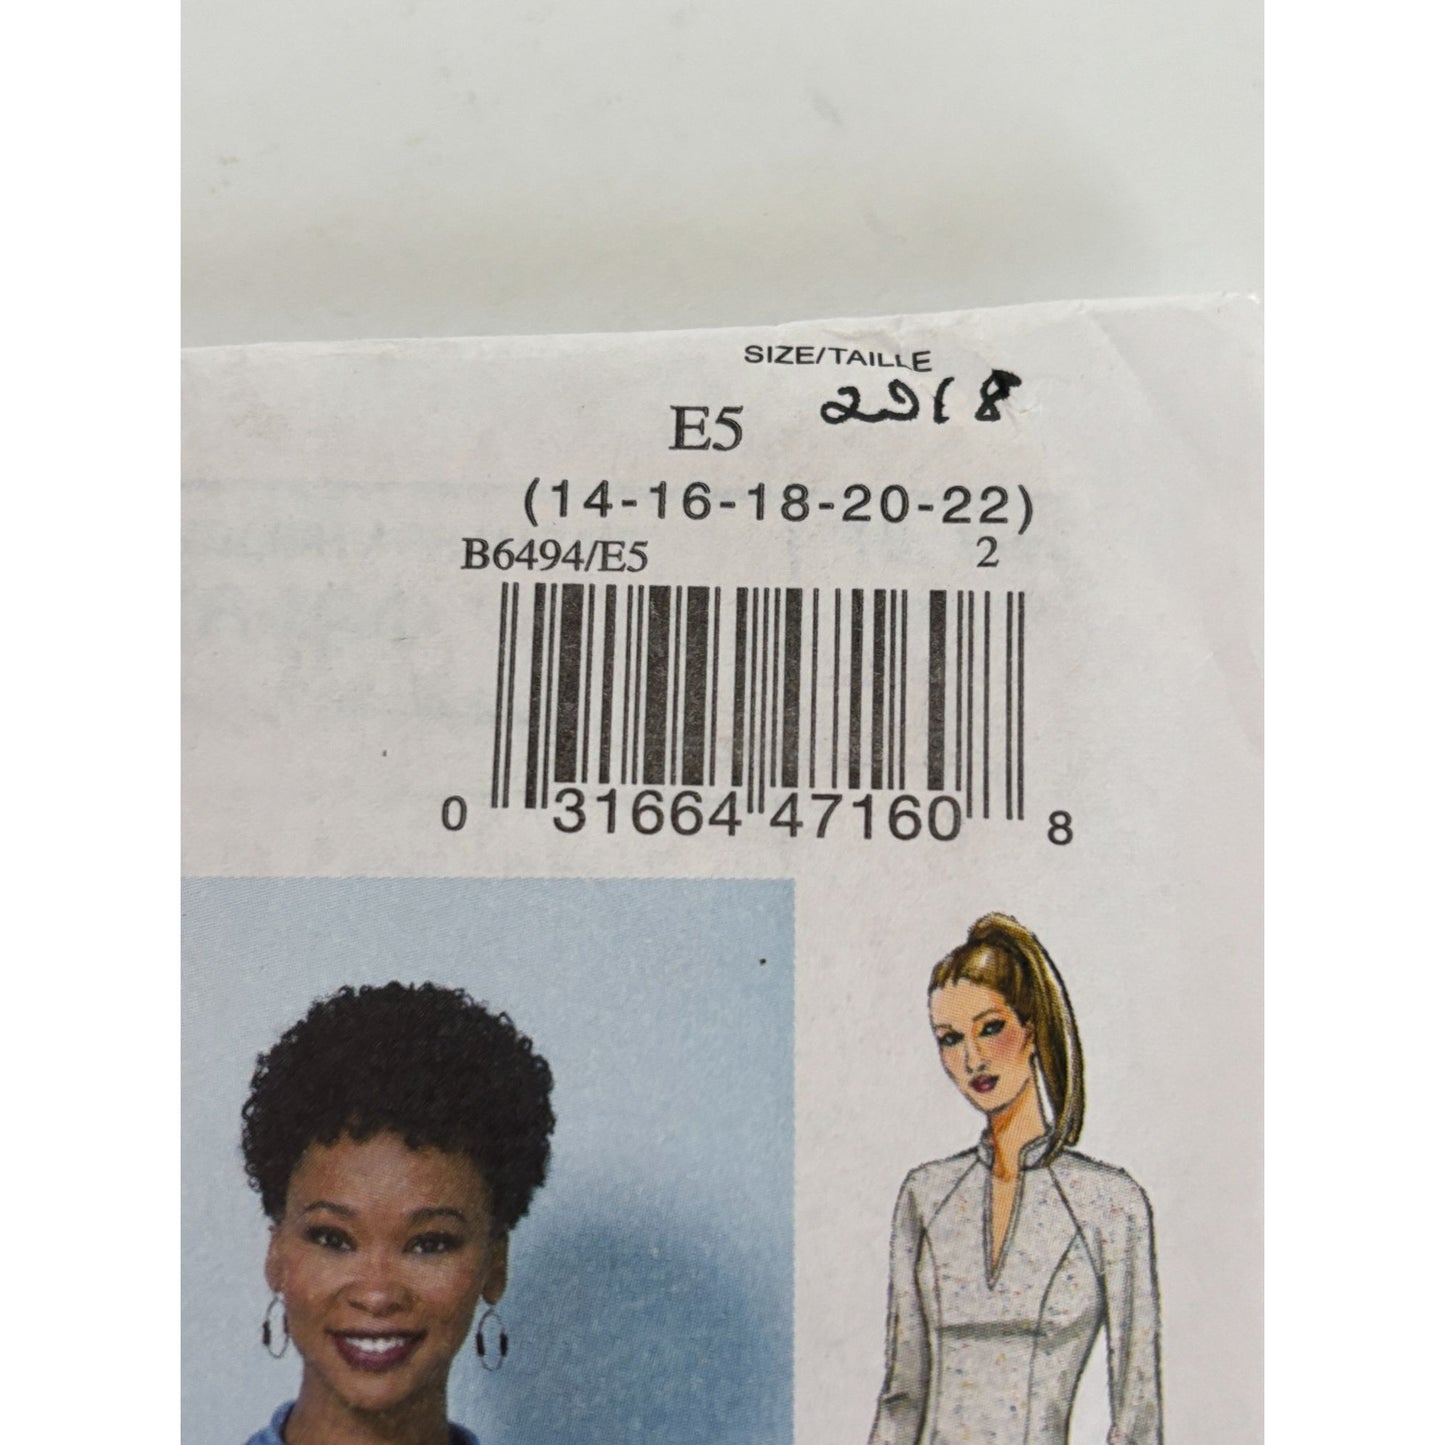 SIZE/TAILLE
2018
E5
(14-16-18-20-22)
B6494/E5 2
0 31664 47160 8